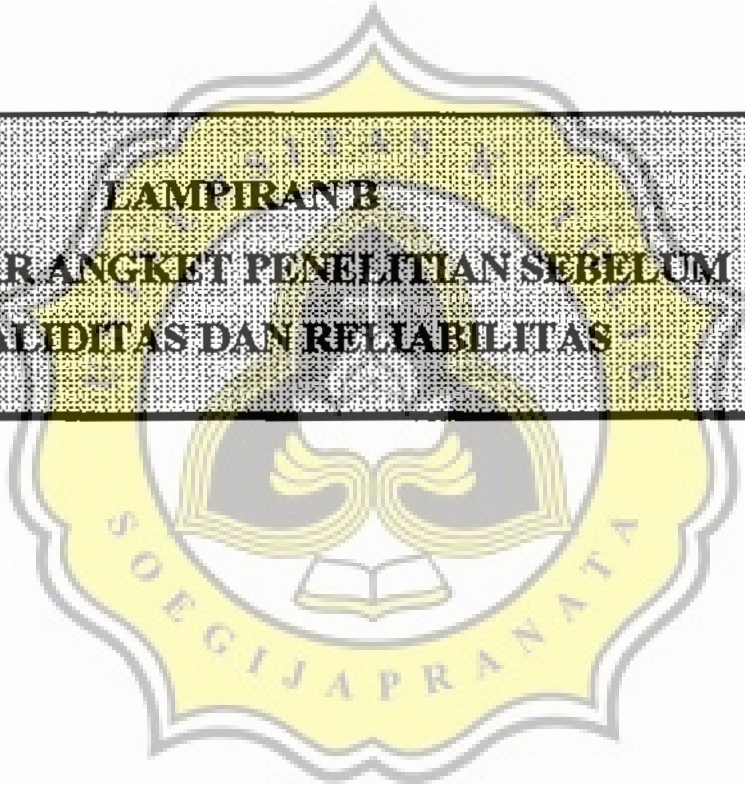 LAMPIRAN B
R ANGKET PENELITIAN SEBELUM
ALIDITAS DAN RELIABILITAS
SOEGIJAPRANATA